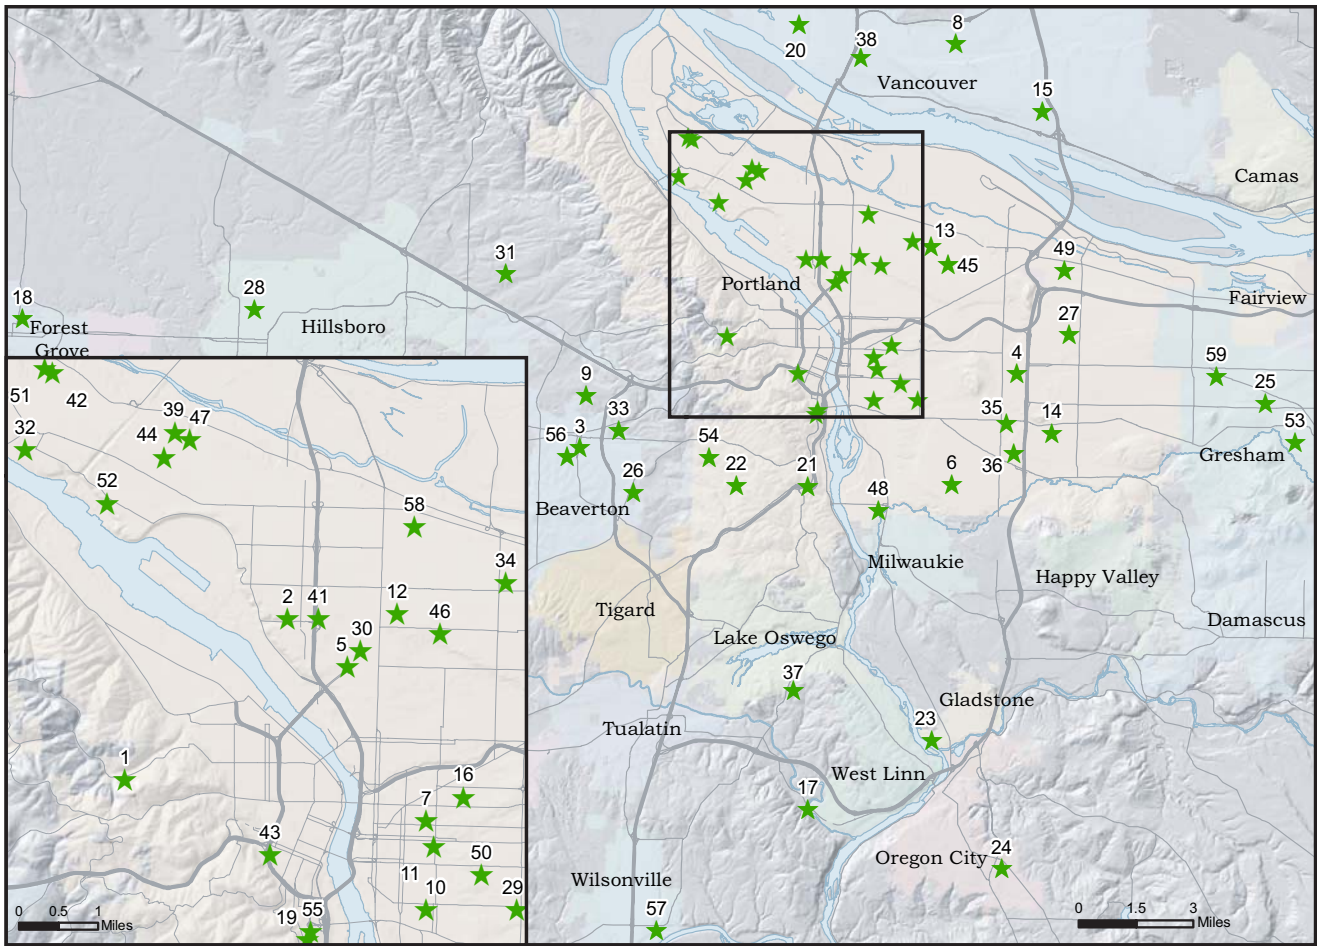 8
38
20
Vancouver
15
Camas
13
31
49
45
28
Portland
Fairview
18
27
Forest
Hillsboro
Grove
4
59
9
25
51
42
39
47
33
35
14
53
32
44
56
3
54
Gresham
36
22
21
6
26
52
48
Beaverton
58
Milwaukie
34
Happy Valley
2
41
12
Tigard
46
Damascus
30
5
Lake Oswego
37
Gladstone
23
Tualatin
1
16
West Linn
17
7
43
24
Oregon City
50
11
Wilsonville
10
29
19
55
57
0 0.5 1
Miles
0 1.5 3
Miles